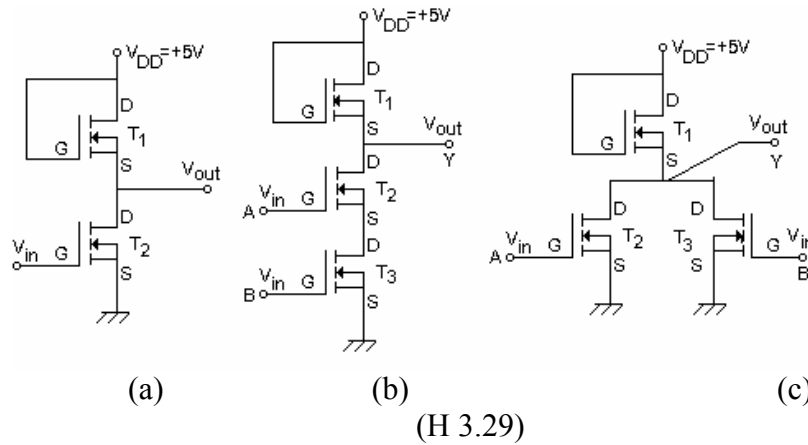 VDD=+5V
D
T1
G
S
Vout
D
Vin
G
T2
S
(a)
VDD=+5V
D
T1
G
S
Vout
Y
D
Vin
A
G
T2
S
D
Vin
B
G
T3
S
(b)
VDD=+5V
D
T1
G
S
Vout
Y
D
Vin
A
G
T2
S
D
T3
G
Vin
B
S
(c)
(H 3.29)